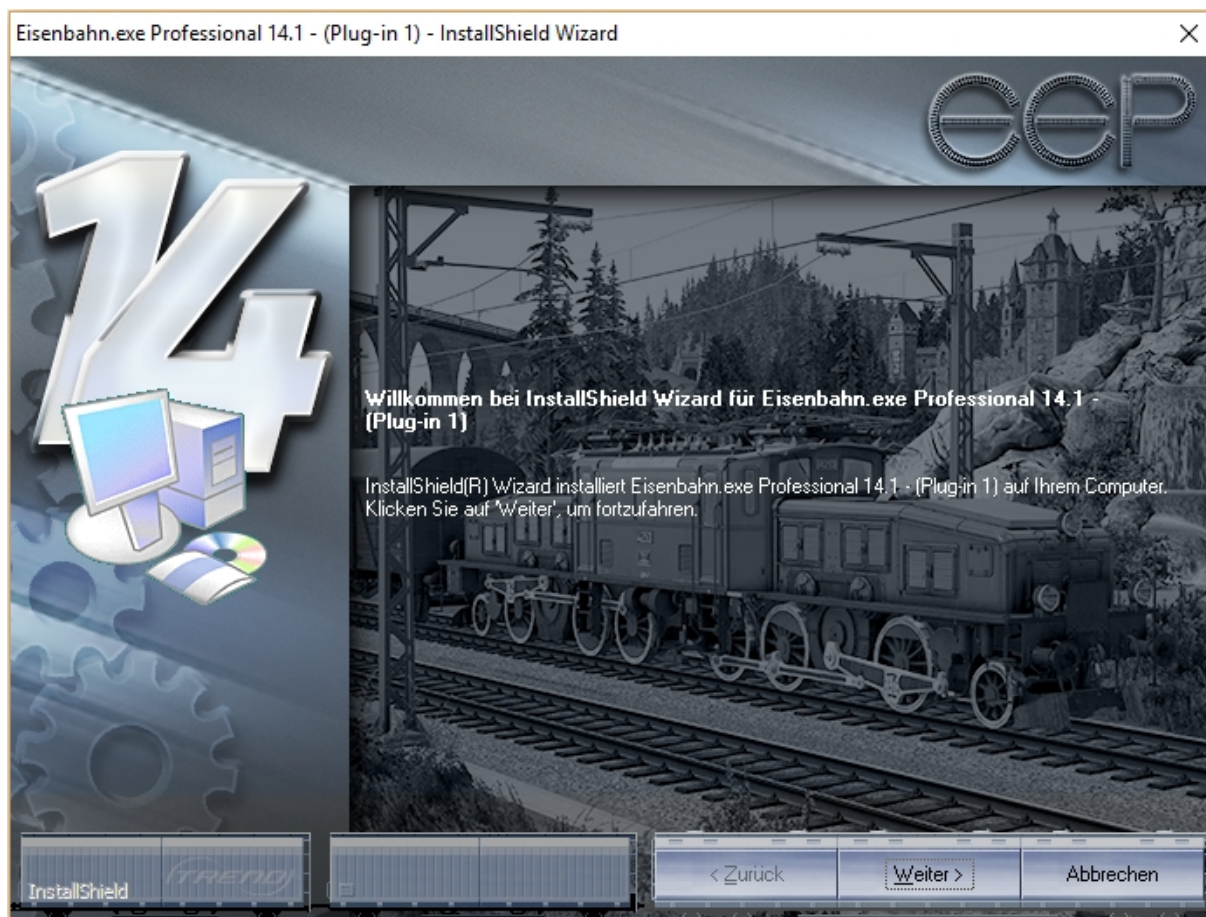 Eisenbahn.exe Professional 14.1 - (Plug-in 1) - InstallShield Wizard
EEP
14
Willkommen bei InstallShield Wizard für Eisenbahn.exe Professional 14.1 -
(Plug-in 1)
InstallShield(R) Wizard installiert Eisenbahn.exe Professional 14.1 - (Plug-in 1) auf Ihrem Computer.
Klicken Sie auf 'Weiter', um fortzufahren.
TREND
InstallShield
< Zurück
Weiter >
Abbrechen